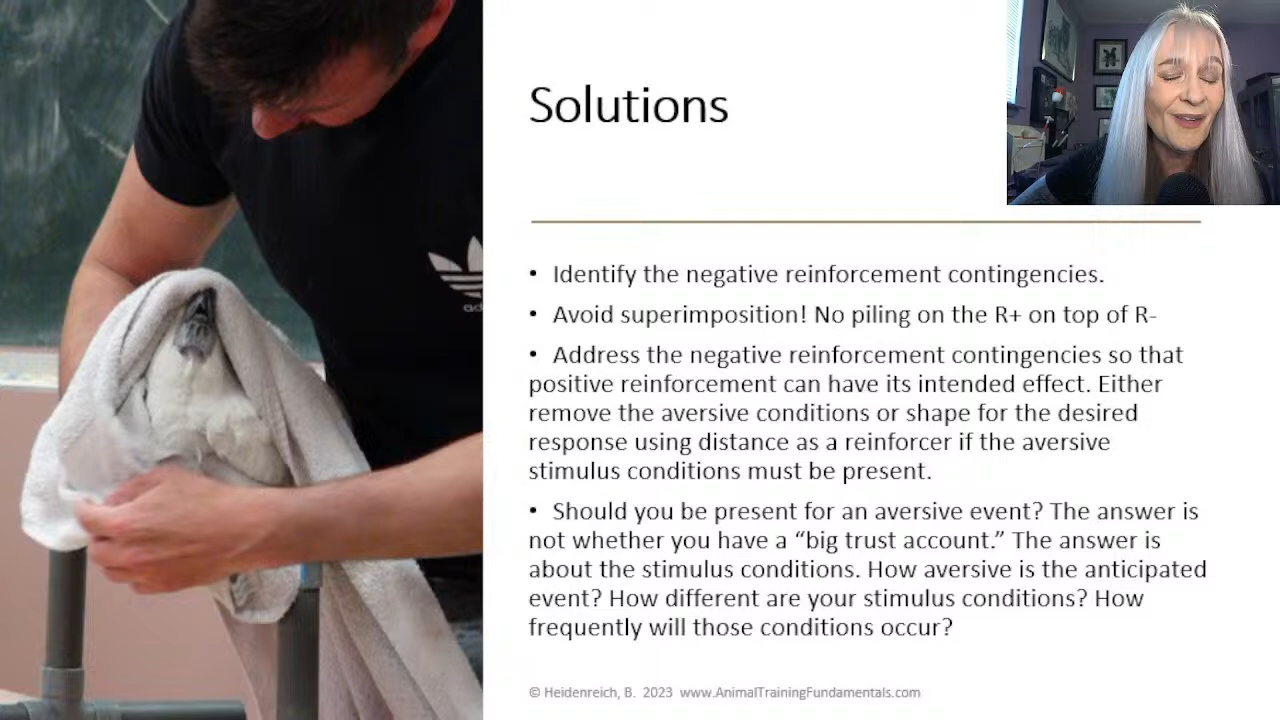 Solutions
• Identify the negative reinforcement contingencies.
• Avoid superimposition! No piling on the R+ on top of R-
• Address the negative reinforcement contingencies so that
positive reinforcement can have its intended effect. Either
remove the aversive conditions or shape for the desired
response using distance as a reinforcer if the aversive
stimulus conditions must be present.
• Should you be present for an aversive event? The answer is
not whether you have a “big trust account.” The answer is
about the stimulus conditions. How aversive is the anticipated
event? How different are your stimulus conditions? How
frequently will those conditions occur?
© Heidenreich, B. 2023 www.AnimalTrainingFundamentals.com